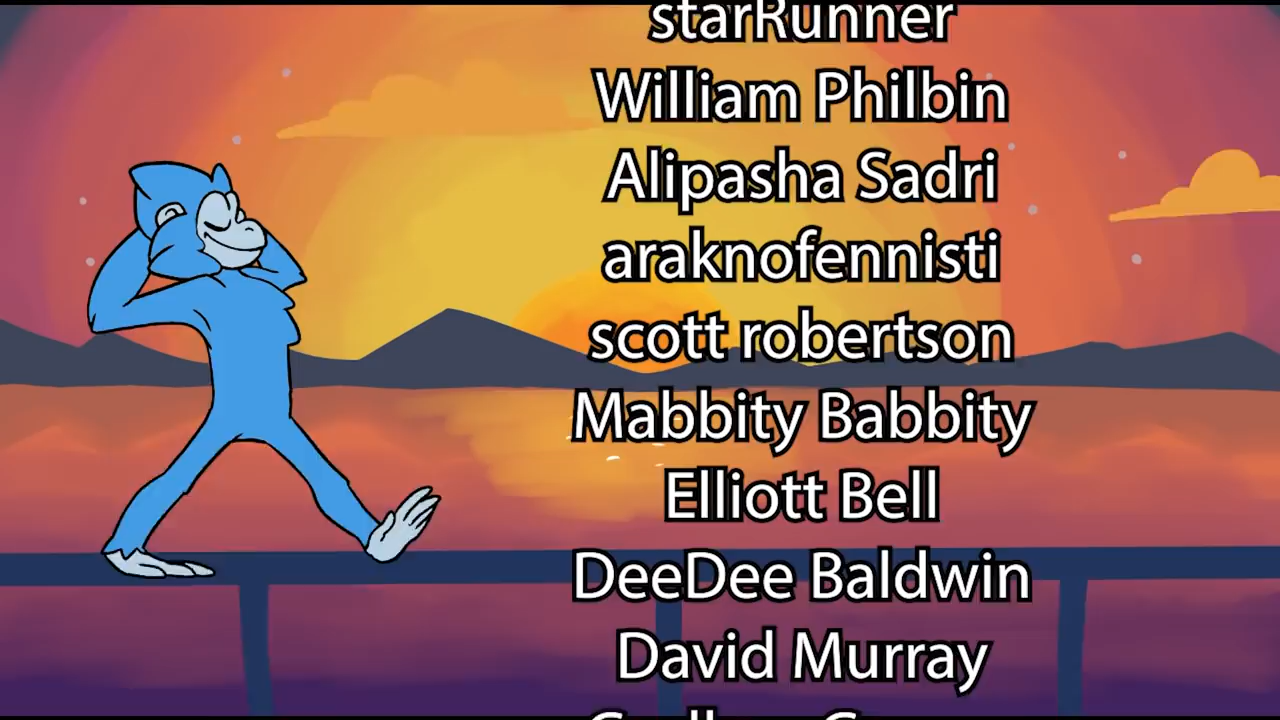 starRunner
William Philbin
Alipasha Sadri
araknofennisti
scott robertson
Mabbity Babbity
Elliott Bell
DeeDee Baldwin
David Murray